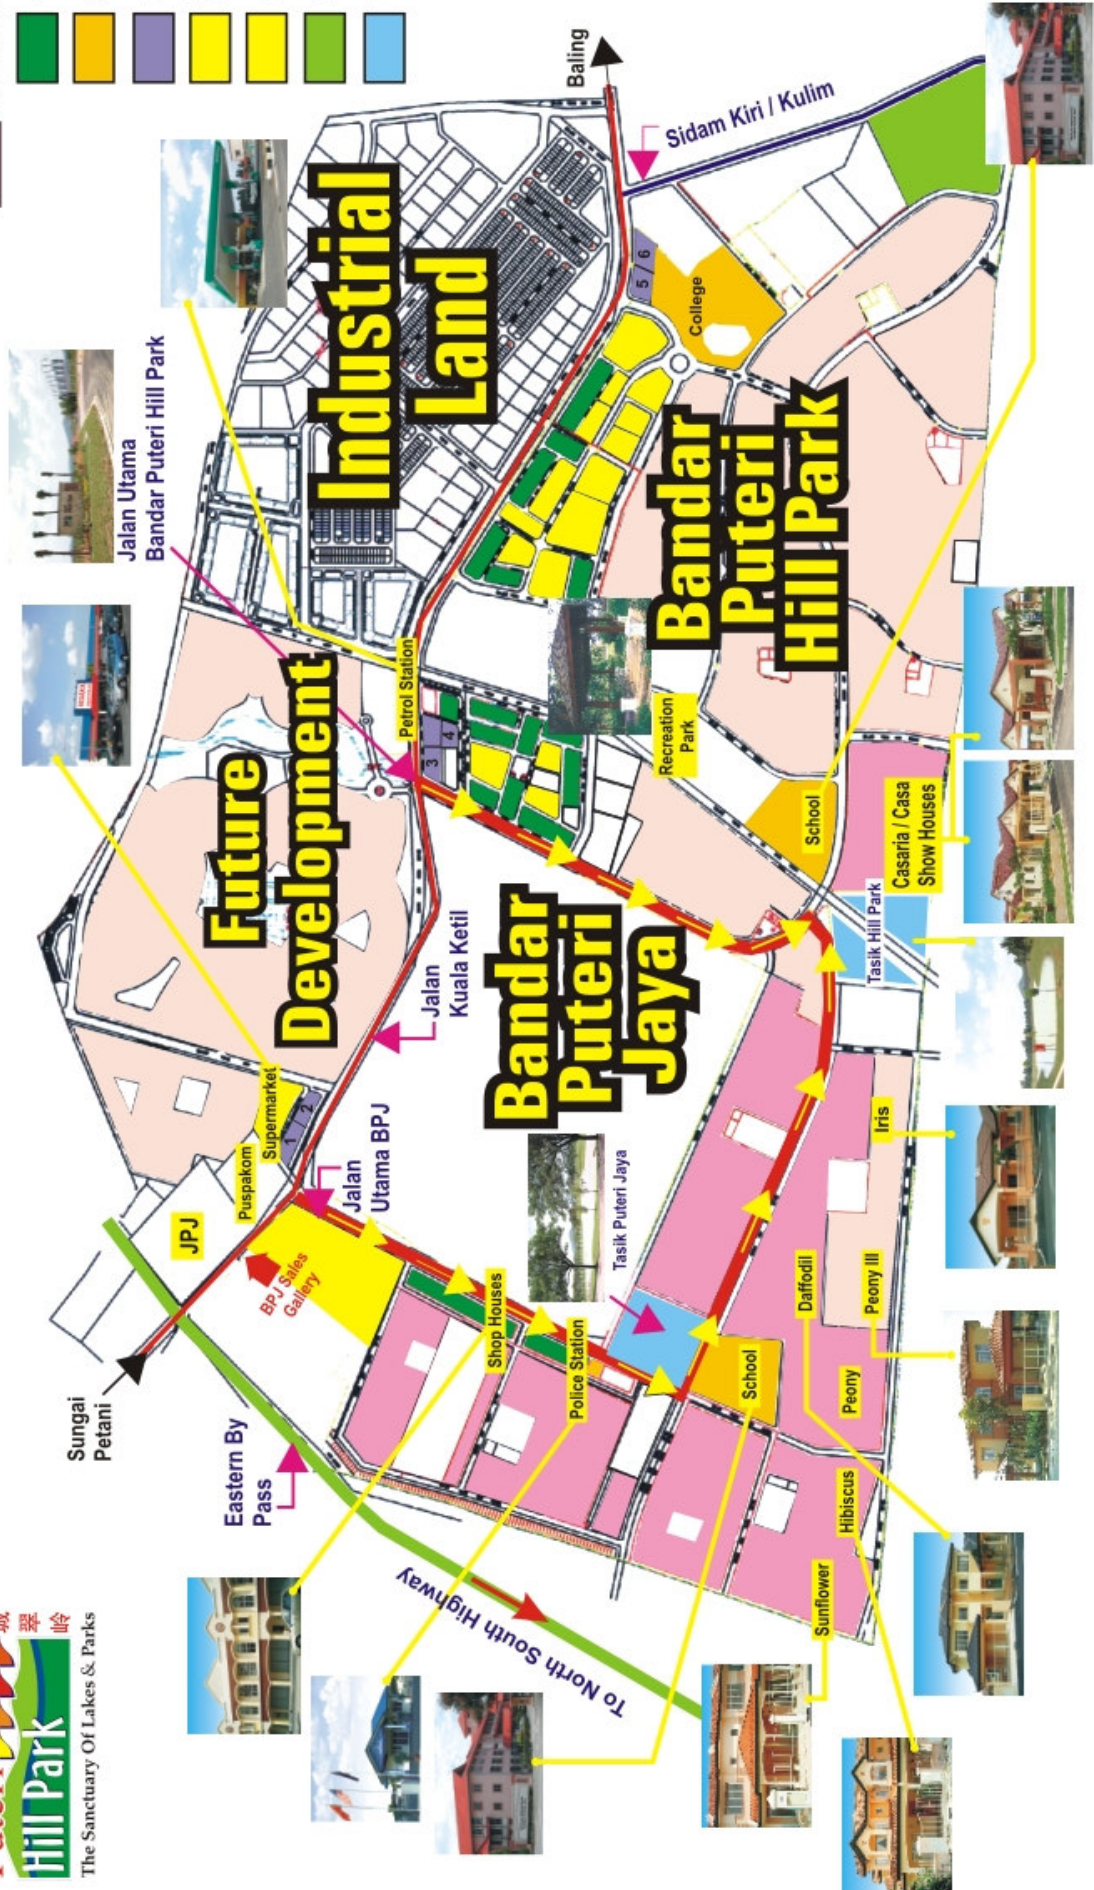 Hill Park
翠
岭
The Sanctuary Of Lakes & Parks
Sungai
Petani
Eastern By
Pass
To North South Highway
JPJ
Puspakom
Supermarket
1 / 2
BPJ Sales
Gallery
Jalan
Utama BPJ
Jalan
Kuala Ketil
Future
Development
Jalan Utama
Bandar Puteri Hill Park
Petrol Station
3
4
Industrial
Land
Baling
Sidam Kiri / Kulim
5 / 6
College
Bandar
Puteri
Hill Park
Recreation
Park
School
Casaria / Casa
Show Houses
Tasik Hill Park
Bandar
Puteri
Jaya
Tasik Puteri Jaya
Shop Houses
Police Station
School
Daffodil
Peony III
Peony
Iris
Hibiscus
Sunflower